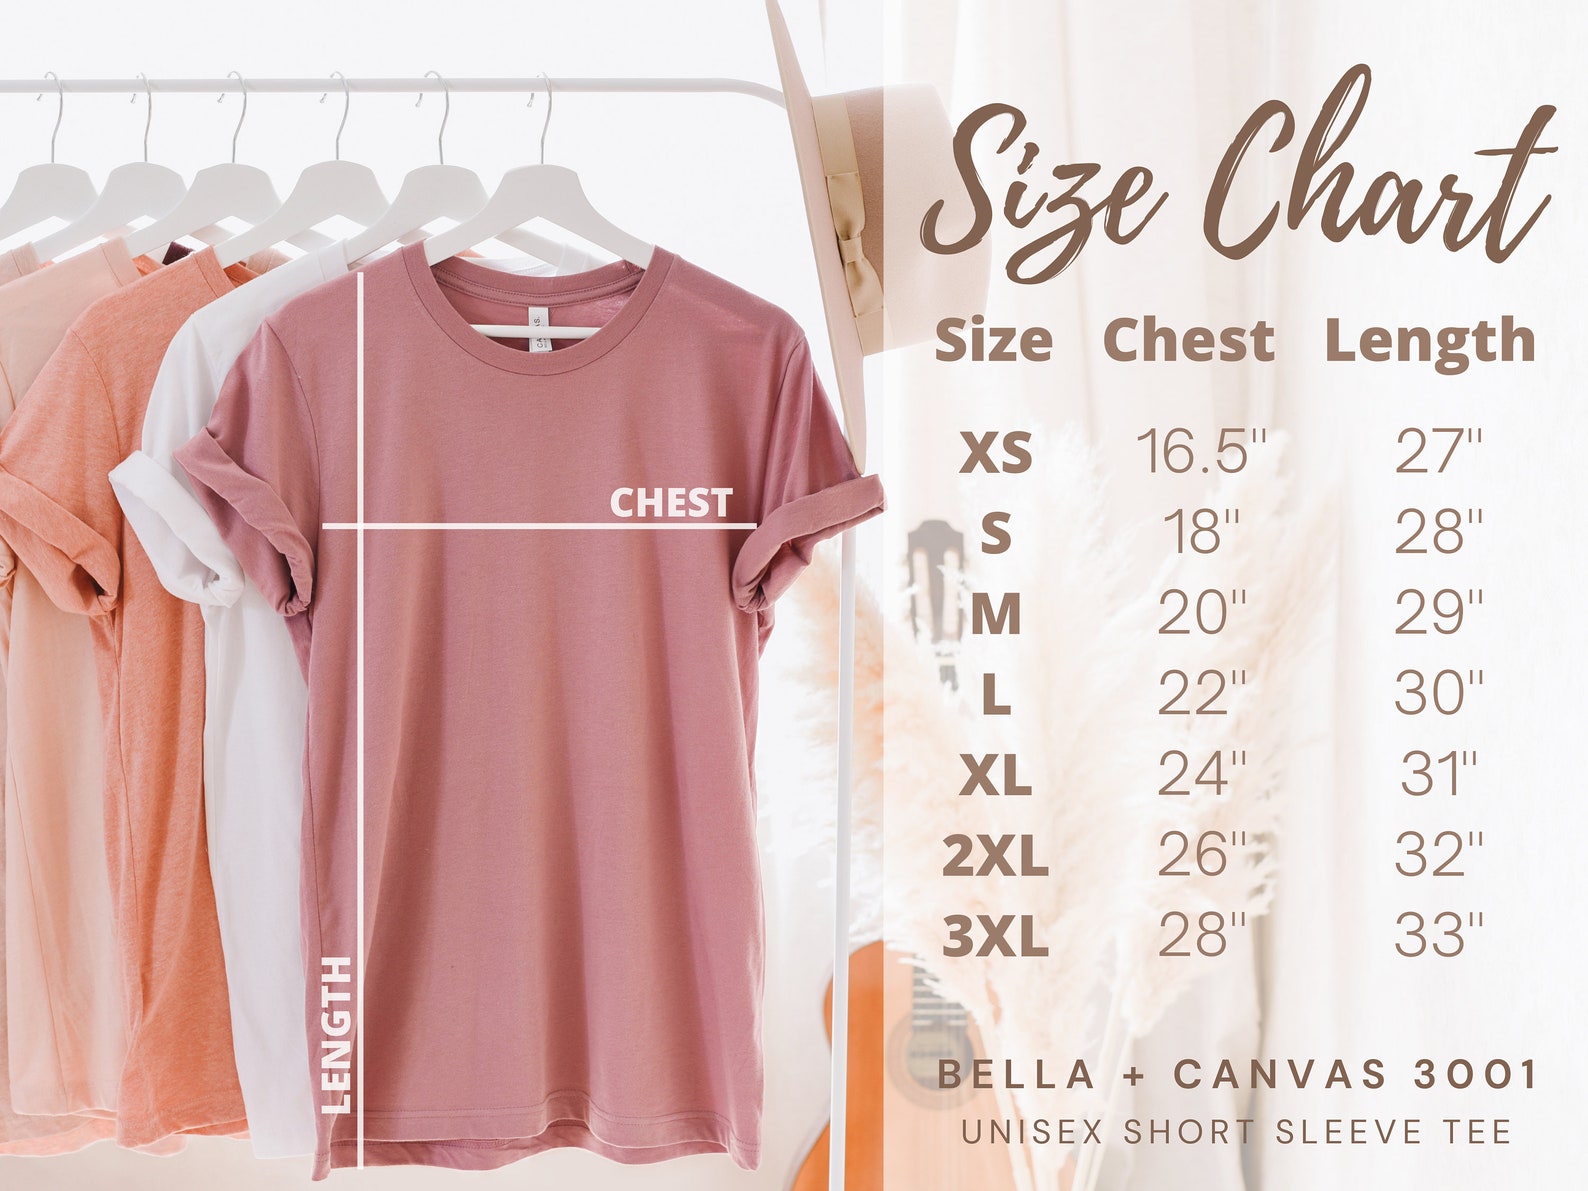 Size Chart
Size Chest Length
XS 16.5" 27"
S 18" 28"
M 20" 29"
L 22" 30"
XL 24" 31"
2XL 26" 32"
3XL 28" 33"
BELLA + CANVAS 3001
UNISEX SHORT SLEEVE TEE
CHEST
LENGTH